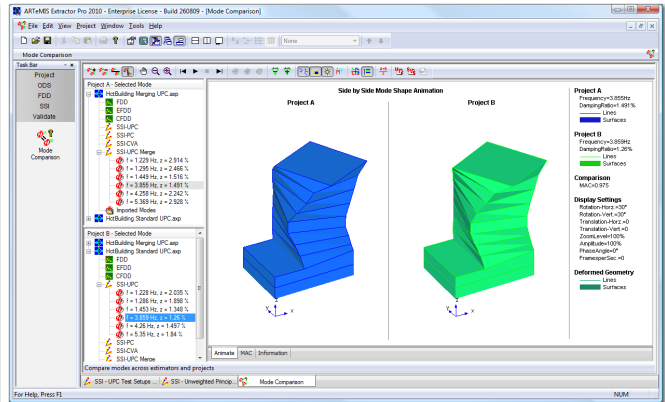 ARTeMIS Extractor Pro 2010 - Enterprise License - Build 260809 - [Mode Comparison]
File Edit View Project Window Tools Help
None
Mode Comparison
Task Bar
Project
ODS
FDD
SSI
Validate
Mode
Comparison
Project A - Selected Mode
HctBuilding Merging UPC.axp
FDD
EFDD
CFDD
SSI-UPC
SSI-PC
SSI-CVA
SSI-UPC Merge
f = 1.229 Hz, z = 2.914 %
f = 1.295 Hz, z = 2.466 %
f = 1.449 Hz, z = 1.516 %
f = 3.855 Hz, z = 1.491 %
f = 4.258 Hz, z = 2.242 %
f = 5.369 Hz, z = 2.928 %
Imported Modes
HctBuilding Standard UPC.axp
Project B - Selected Mode
HctBuilding Merging UPC.axp
HctBuilding Standard UPC.axp
FDD
EFDD
CFDD
SSI-UPC
f = 1.228 Hz, z = 2.035 %
f = 1.286 Hz, z = 1.898 %
f = 1.453 Hz, z = 1.348 %
f = 3.859 Hz, z = 1.26 %
f = 4.26 Hz, z = 1.497 %
f = 5.35 Hz, z = 1.84 %
SSI-PC
SSI-CVA
SSI-UPC Merge
Side by Side Mode Shape Animation
Project A
Project B
Z
Y
X
Z
Y
X
Project A
Frequency=3.855Hz
DampingRatio=1.491%
Lines
Surfaces
Project B
Frequency=3.859Hz
DampingRatio=1.26%
Lines
Surfaces
Comparison
MAC=0.975
Display Settings
Rotation-Horz.=30°
Rotation-Vert.=30°
Translation-Horz.=0
Translation-Vert.=0
ZoomLevel=100%
Amplitude=100%
PhaseAngle=0°
FramesperSec.=0
Deformed Geometry
Lines
Surfaces
Animate MAC Information
Compare modes across estimators and projects
SSI - UPC Test Setups ... SSI - Unweighted Princip... Mode Comparison
For Help, Press F1
NUM